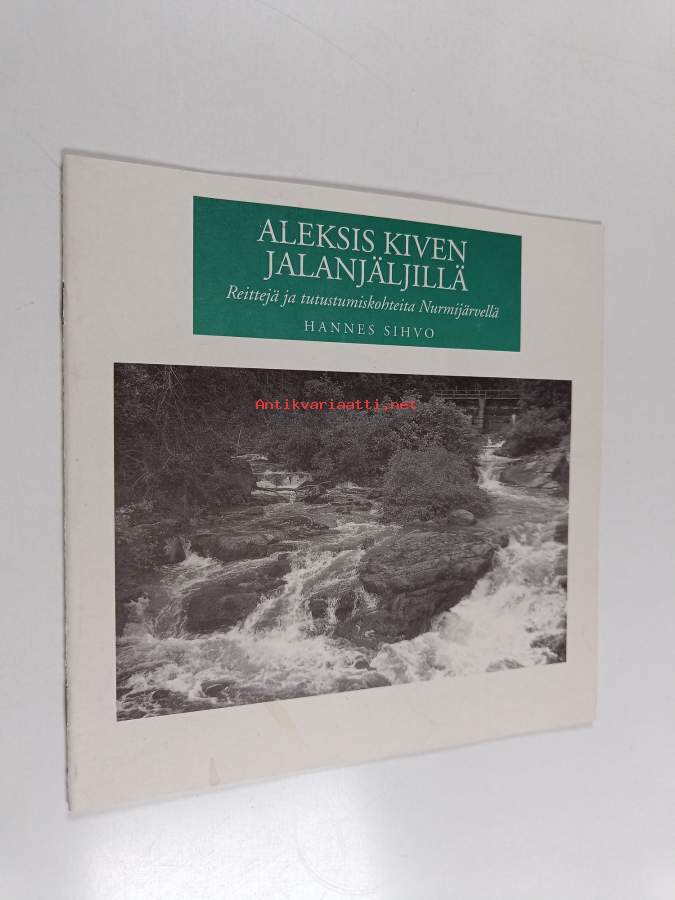 ALEKSIS KIVEN
JALANJÄLJILLÄ
Reittejä ja tutustumiskohteita Nurmijärvellä
HANNES SIHVO
Antikvariaatti.net